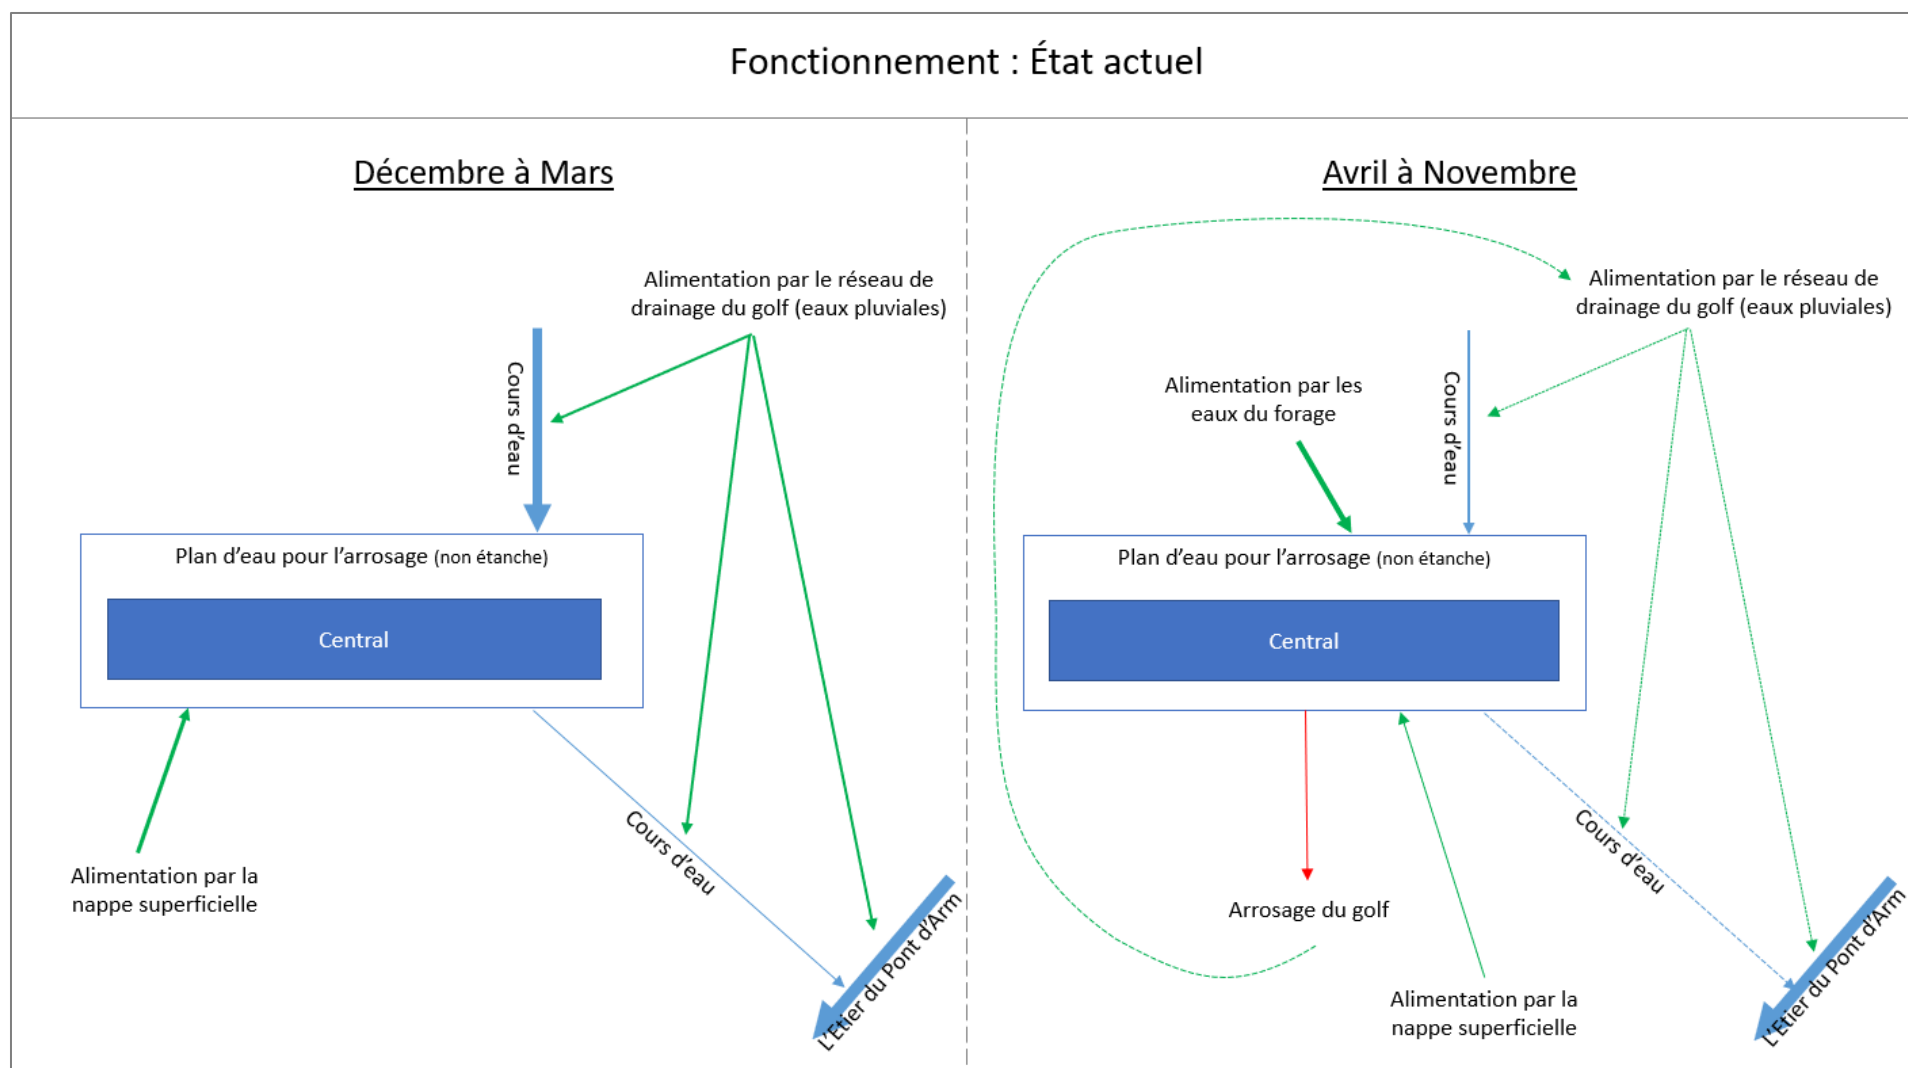 Fonctionnement : État actuel
Décembre à Mars
Alimentation par le réseau de
drainage du golf (eaux pluviales)
Cours d'eau
Plan d'eau pour l'arrosage (non étanche)
Central
Alimentation par la
nappe superficielle
Cours d'eau
L'Etier du Pont d'Arm
Avril à Novembre
Alimentation par le réseau de
drainage du golf (eaux pluviales)
Alimentation par les
eaux du forage
Cours d'eau
Plan d'eau pour l'arrosage (non étanche)
Central
Arrosage du golf
Alimentation par la
nappe superficielle
Cours d'eau
L'Etier du Pont d'Arm